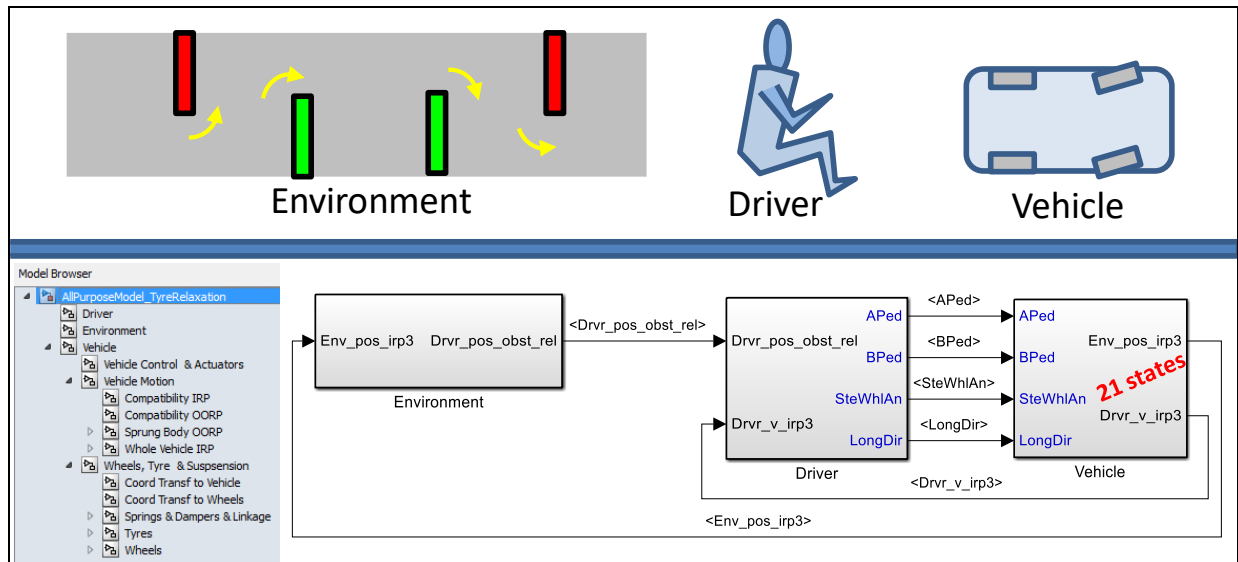 Environment
Driver
Vehicle
Model Browser
AllPurposeModel_TyreRelaxation
Driver
Environment
Vehicle
Vehicle Control & Actuators
Vehicle Motion
Compatibility IRP
Compatibility OORP
Sprung Body OORP
Whole Vehicle IRP
Wheels, Tyre & Suspsension
Coord Transf to Vehicle
Coord Transf to Wheels
Springs & Dampers & Linkage
Tyres
Wheels
Env_pos_irp3
Drvr_pos_obst_rel
Environment
<Drvr_pos_obst_rel>
Drvr_pos_obst_rel
Drvr_v_irp3
APed
BPed
SteWhlAn
LongDir
Driver
<APed>
<BPed>
<SteWhlAn>
<LongDir>
APed
BPed
SteWhlAn
LongDir
Env_pos_irp3
21 states
Drvr_v_irp3
Vehicle
<Drvr_v_irp3>
<Env_pos_irp3>